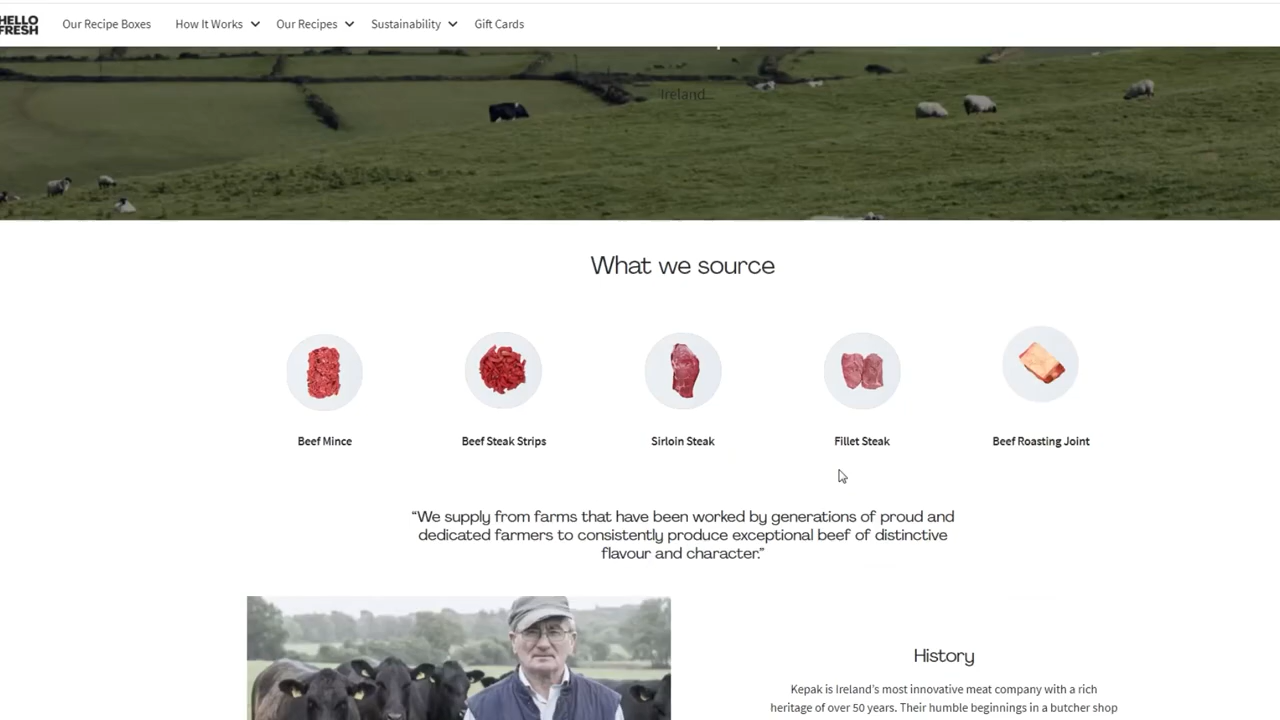 HELLO
FRESH
Our Recipe Boxes
How It Works
Our Recipes
Sustainability
Gift Cards
Ireland
What we source
Beef Mince
Beef Steak Strips
Sirloin Steak
Fillet Steak
Beef Roasting Joint
“We supply from farms that have been worked by generations of proud and
dedicated farmers to consistently produce exceptional beef of distinctive
flavour and character.”
History
Kepak is Ireland’s most innovative meat company with a rich
heritage of over 50 years. Their humble beginnings in a butcher shop